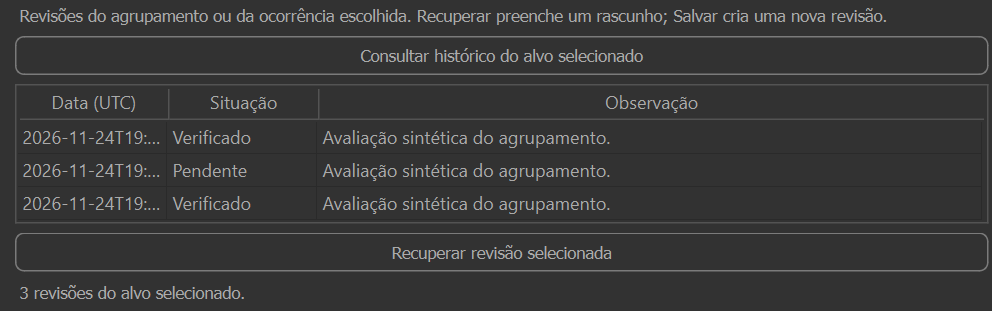 Revisões do agrupamento ou da ocorrência escolhida. Recuperar preenche um rascunho; Salvar cria uma nova revisão.
Consultar histórico do alvo selecionado
Data (UTC) Situação Observação
2026-11-24T19:... Verificado Avaliação sintética do agrupamento.
2026-11-24T19:... Pendente Avaliação sintética do agrupamento.
2026-11-24T19:... Verificado Avaliação sintética do agrupamento.
Recuperar revisão selecionada
3 revisões do alvo selecionado.